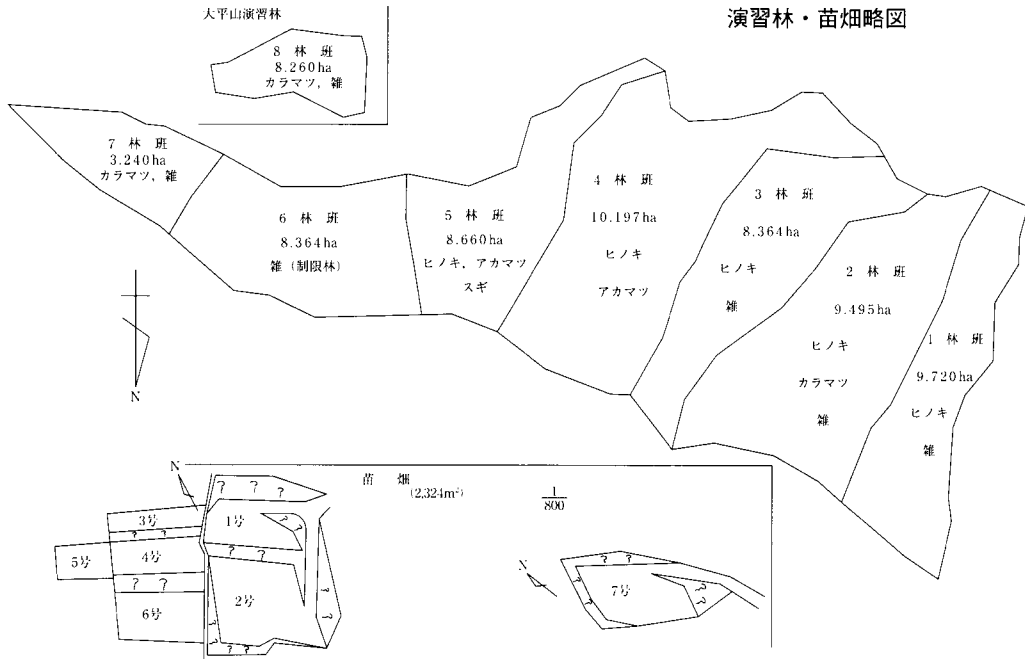 演習林・苗畑略図
大平山演習林
8 林 班
8.260ha
カラマツ, 雑
7 林 班
3.240ha
カラマツ, 雑
6 林 班
8.364ha
雑（制限林）
5 林 班
8.660ha
ヒノキ, アカマツ
スギ
4 林 班
10.197ha
ヒノキ
アカマツ
3 林 班
8.364ha
ヒノキ
雑
2 林 班
9.495ha
ヒノキ
カラマツ
雑
1 林 班
9.720ha
ヒノキ
雑
N
苗 畑
(2,324m²)
1/800
N
1号
2号
3号
4号
5号
6号
N
7号